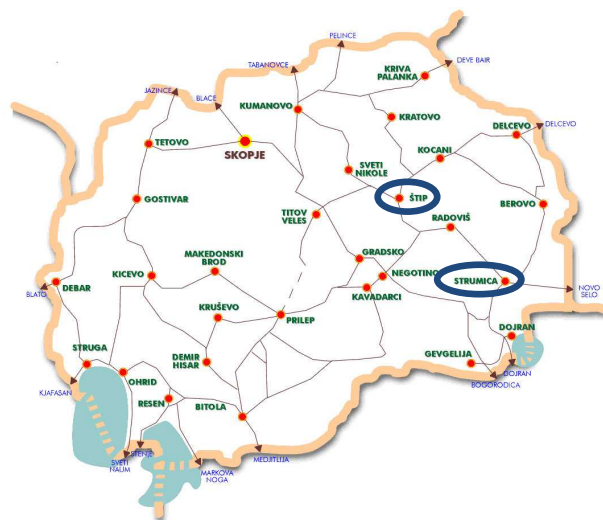 PELINCE
TABANOVCE
DEVE BAIR
KRIVA
PALANKA
JAZINCE
BLACE
KUMANOVO
KRATOVO
DELCEVO
DELCEVO
TETOVO
SKOPJE
KOCANI
SVETI
NIKOLE
ŠTIP
GOSTIVAR
BEROVO
TITOV
VELES
RADOVIŠ
MAKEDONSKI
BROD
GRADSKO
KICEVO
NEGOTINO
STRUMICA
DEBAR
BLATO
KAVADARCI
NOVO
SELO
KRUŠEVO
PRILEP
DOJRAN
STRUGA
DEMIR
HISAR
GEVGELIJA
DOJRAN
KJAFASAN
OHRID
BOGORODICA
RESEN
BITOLA
STENJE
SVETI
NAUM
MEDJITLIJA
MARKOVA
NOGA